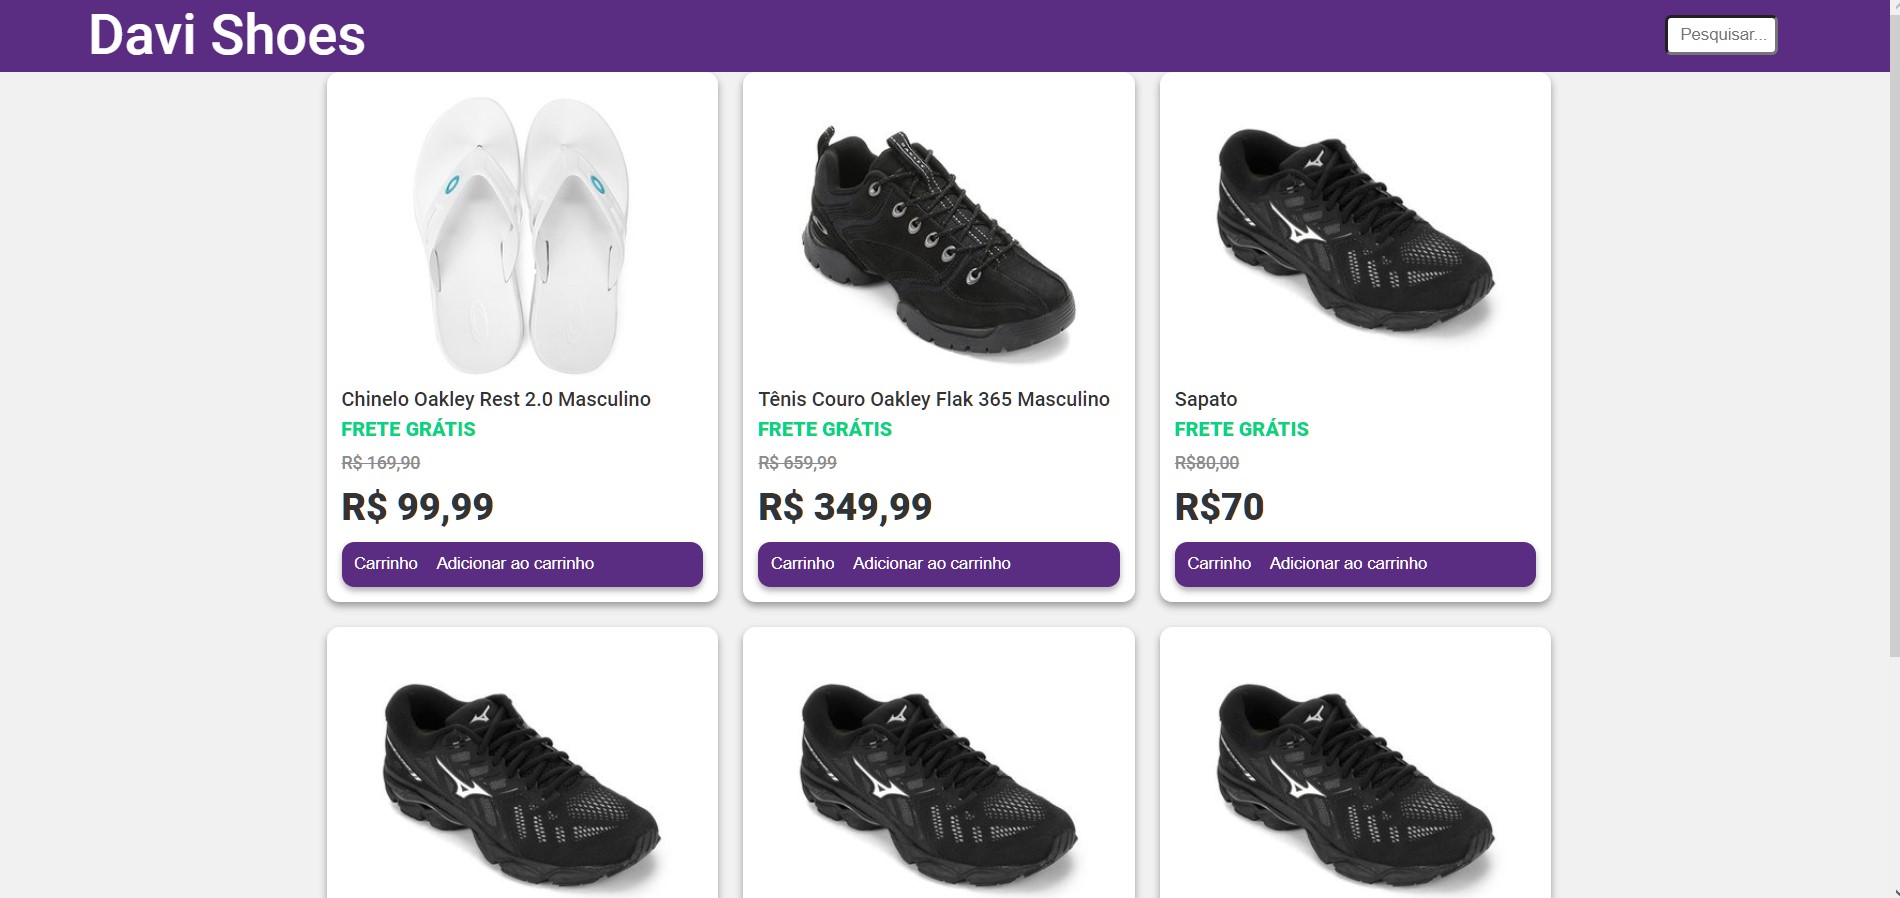 Davi Shoes
Pesquisar...
Chinelo Oakley Rest 2.0 Masculino
FRETE GRÁTIS
R$ 169,90
R$ 99,99
Carrinho Adicionar ao carrinho
Tênis Couro Oakley Flak 365 Masculino
FRETE GRÁTIS
R$ 659,99
R$ 349,99
Carrinho Adicionar ao carrinho
Sapato
FRETE GRÁTIS
R$80,00
R$70
Carrinho Adicionar ao carrinho